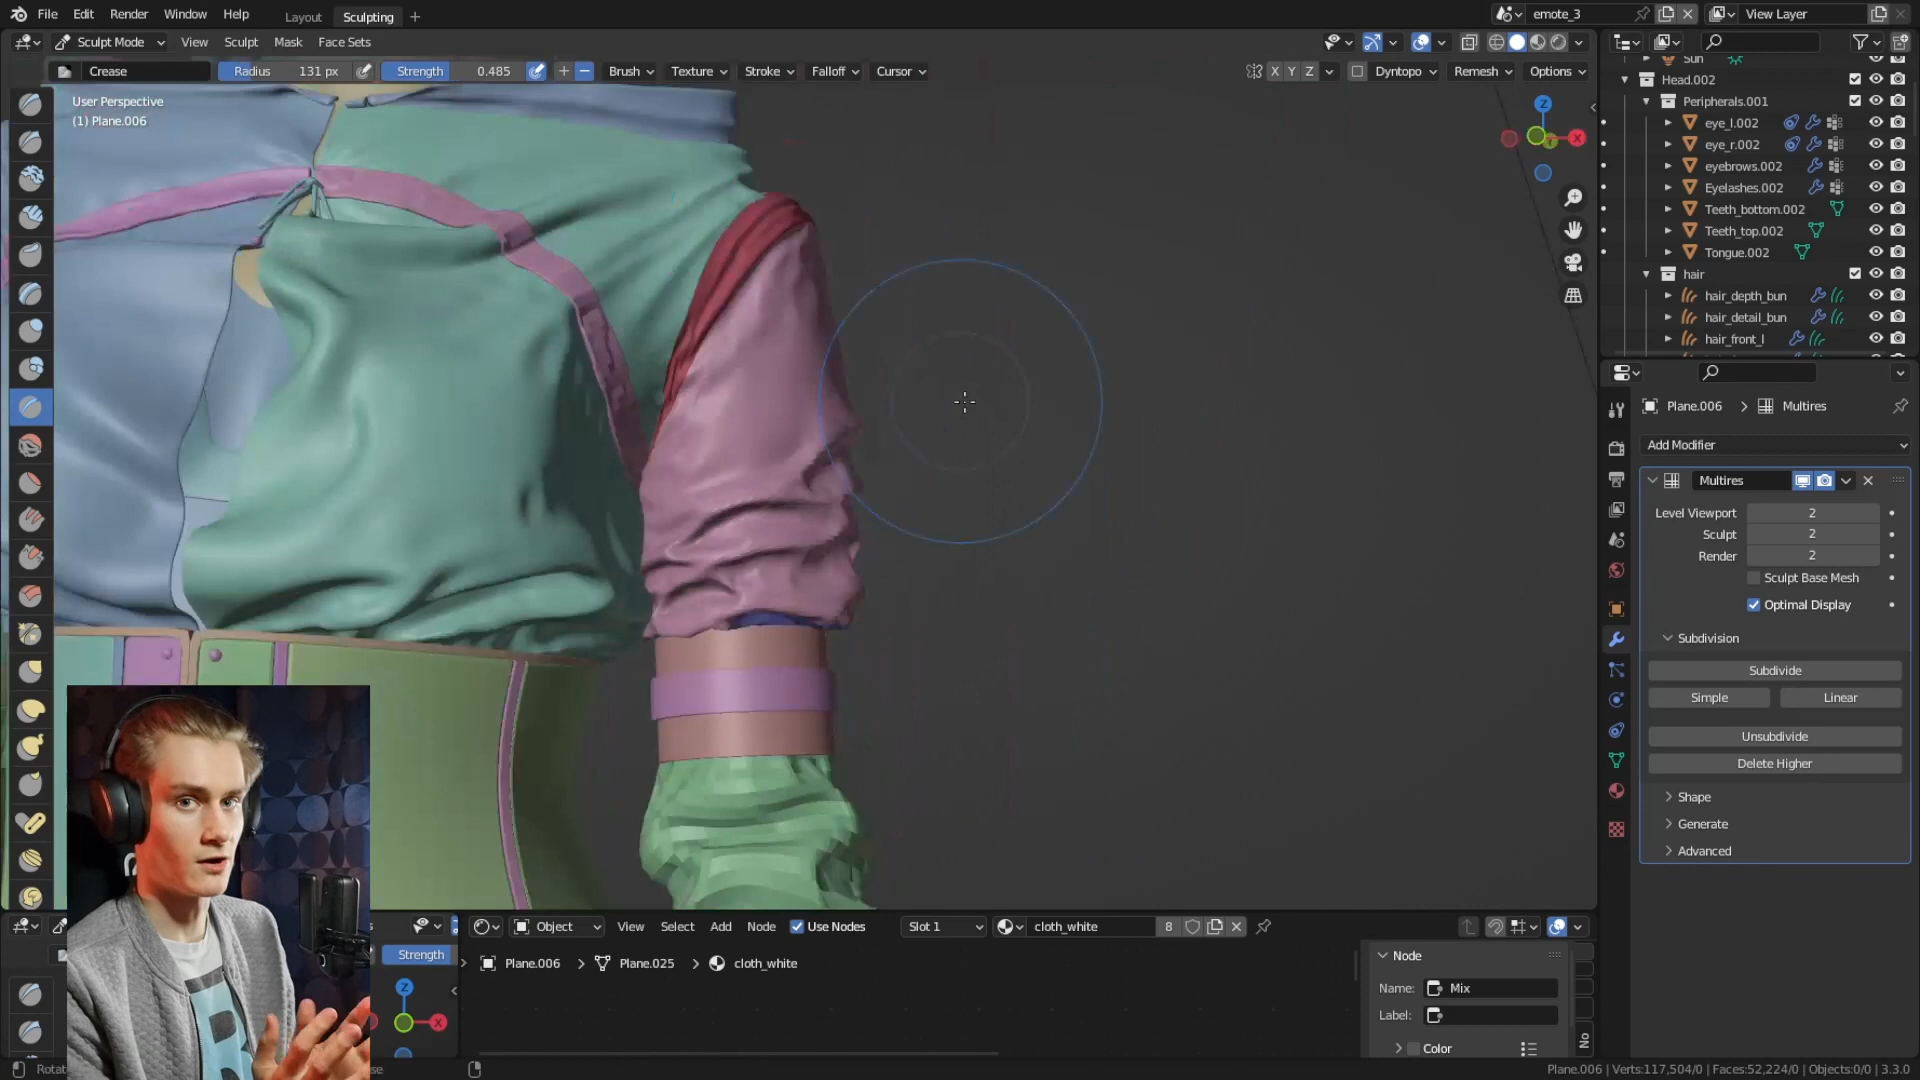 File Edit Render Window Help Layout Sculpting + emote_3 View Layer
Sculpt Mode View Sculpt Mask Face Sets
Crease Radius 131 px Strength 0.485 Brush Texture Stroke Falloff Cursor X Y Z Dyntopo Remesh Options
User Perspective
(1) Plane.006
Z
X
Sun
Head.002
Peripherals.001
eye_l.002
eye_r.002
eyebrows.002
Eyelashes.002
Teeth_bottom.002
Teeth_top.002
Tongue.002
hair
hair_depth_bun
hair_detail_bun
hair_front_l
Plane.006 > Multires
Add Modifier
Multires
Level Viewport 2
Sculpt 2
Render 2
Sculpt Base Mesh
Optimal Display
Subdivision
Subdivide
Simple Linear
Unsubdivide
Delete Higher
Shape
Generate
Advanced
Object View Select Add Node Use Nodes Slot 1 cloth_white 8
Strength Plane.006 > Plane.025 > cloth_white
Node
Name: Mix
Label:
Color
Z
X
No
Rotat
se
Plane.006 | Verts:117,504/0 | Faces:52,224/0 | Objects:0/0 | 3.3.0